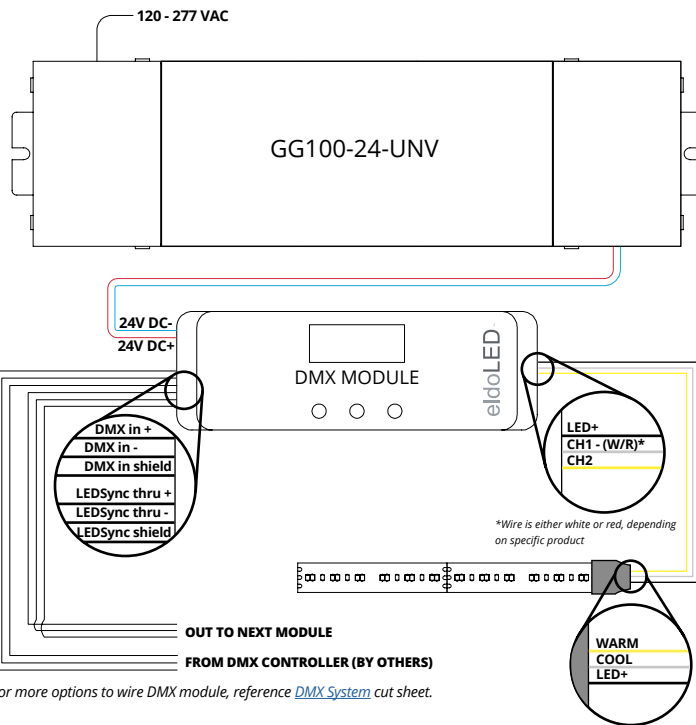 120 - 277 VAC
GG100-24-UNV
24V DC-
24V DC+
DMX MODULE
eldoLED
DMX in +
DMX in -
DMX in shield
LEDSync thru +
LEDSync thru -
LEDSync shield
LED+
CH1 - (W/R)*
CH2
*Wire is either white or red, depending
on specific product
OUT TO NEXT MODULE
FROM DMX CONTROLLER (BY OTHERS)
WARM
COOL
LED+
or more options to wire DMX module, reference DMX System cut sheet.